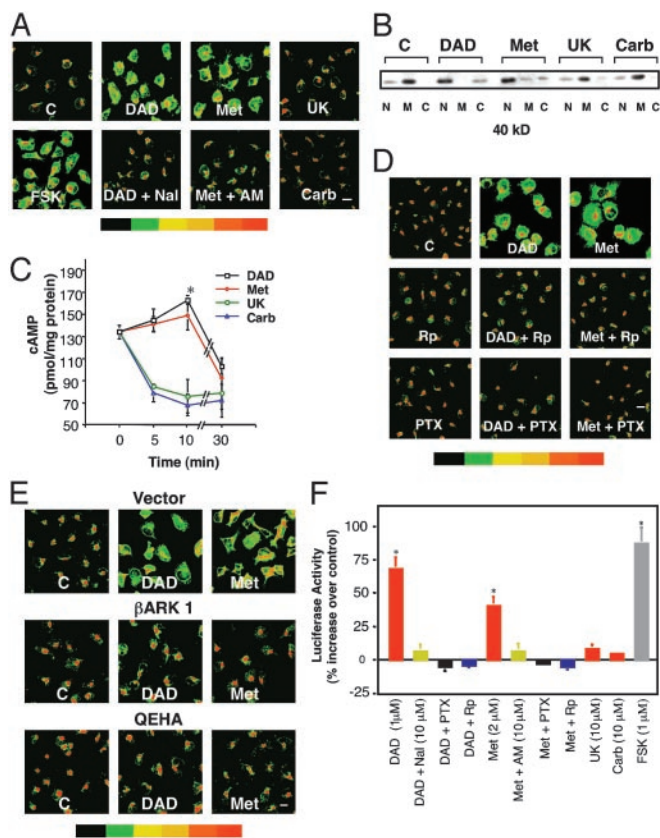 A
C
DAD
Met
UK
FSK
DAD + Nal
Met + AM
Carb
B
C DAD Met UK Carb
N M C N M C N M C N M C N M C
40 kD
C
cAMP
(pmol/mg protein)
190
170
150
130
110
90
70
50
*
DAD
Met
UK
Carb
0 5 10 30
Time (min)
D
C
DAD
Met
Rp
DAD + Rp
Met + Rp
PTX
DAD + PTX
Met + PTX
E
Vector
C
DAD
Met
βARK 1
C
DAD
Met
QEHA
C
DAD
Met
F
Luciferase Activity
(% increase over control)
100
75
50
25
0
-25
* * * *
DAD (1μM)
DAD + Nal (10 μM)
DAD + PTX
DAD + Rp
Met (2 μM)
Met + AM (10μM)
Met + PTX
Met + Rp
UK (10μM)
Carb (10 μM)
FSK (1 μM)